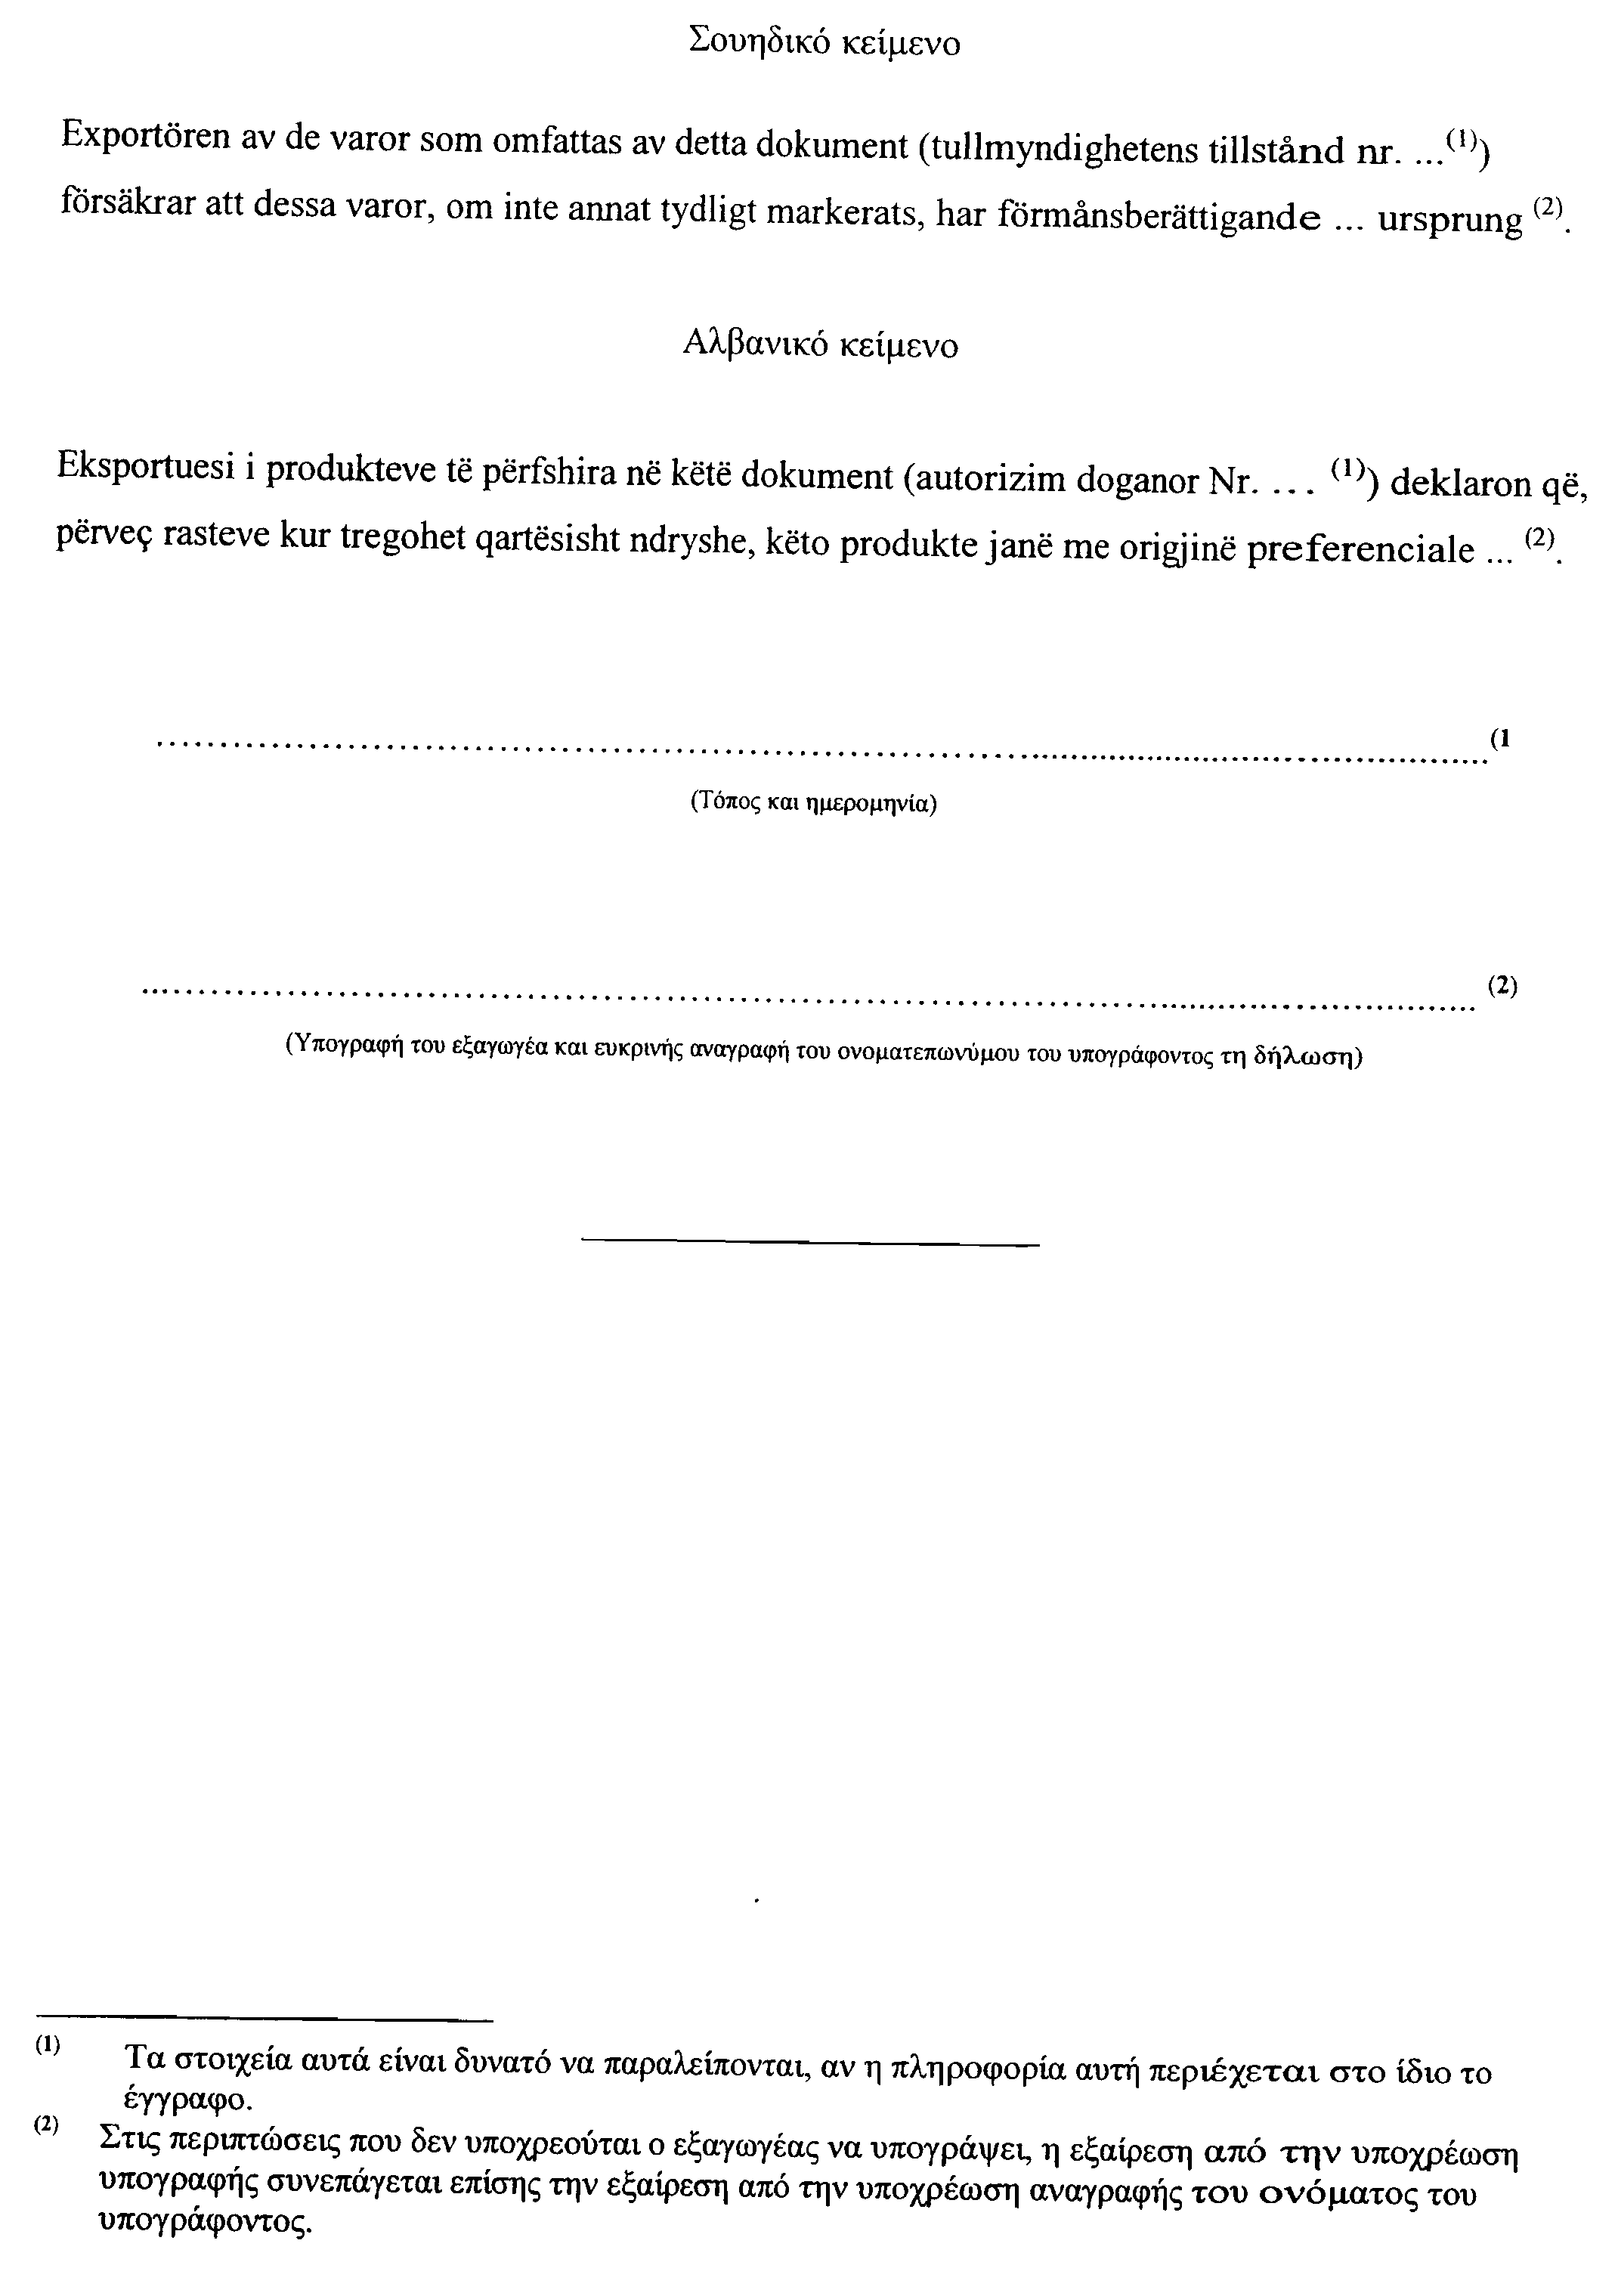 Σουηδικό κείμενο
Exportören av de varor som omfattas av detta dokument (tullmyndighetens tillstånd nr. ...(1))
försäkrar att dessa varor, om inte annat tydligt markerats, har förmånsberättigande ... ursprung (2).
Αλβανικό κείμενο
Eksportuesi i produkteve të përfshira në këtë dokument (autorizim doganor Nr. ... (1)) deklaron që,
përveç rasteve kur tregohet qartësisht ndryshe, këto produkte janë me origjinë preferenciale ... (2).
.............................................................................................................. (1
(Τόπος και ημερομηνία)
.............................................................................................................. (2)
(Υπογραφή του εξαγωγέα και ευκρινής αναγραφή του ονοματεπωνύμου του υπογράφοντος τη δήλωση)
(1) Τα στοιχεία αυτά είναι δυνατό να παραλείπονται, αν η πληροφορία αυτή περιέχεται στο ίδιο το
έγγραφο.
(2) Στις περιπτώσεις που δεν υποχρεούται ο εξαγωγέας να υπογράψει, η εξαίρεση από την υποχρέωση
υπογραφής συνεπάγεται επίσης την εξαίρεση από την υποχρέωση αναγραφής του ονόματος του
υπογράφοντος.